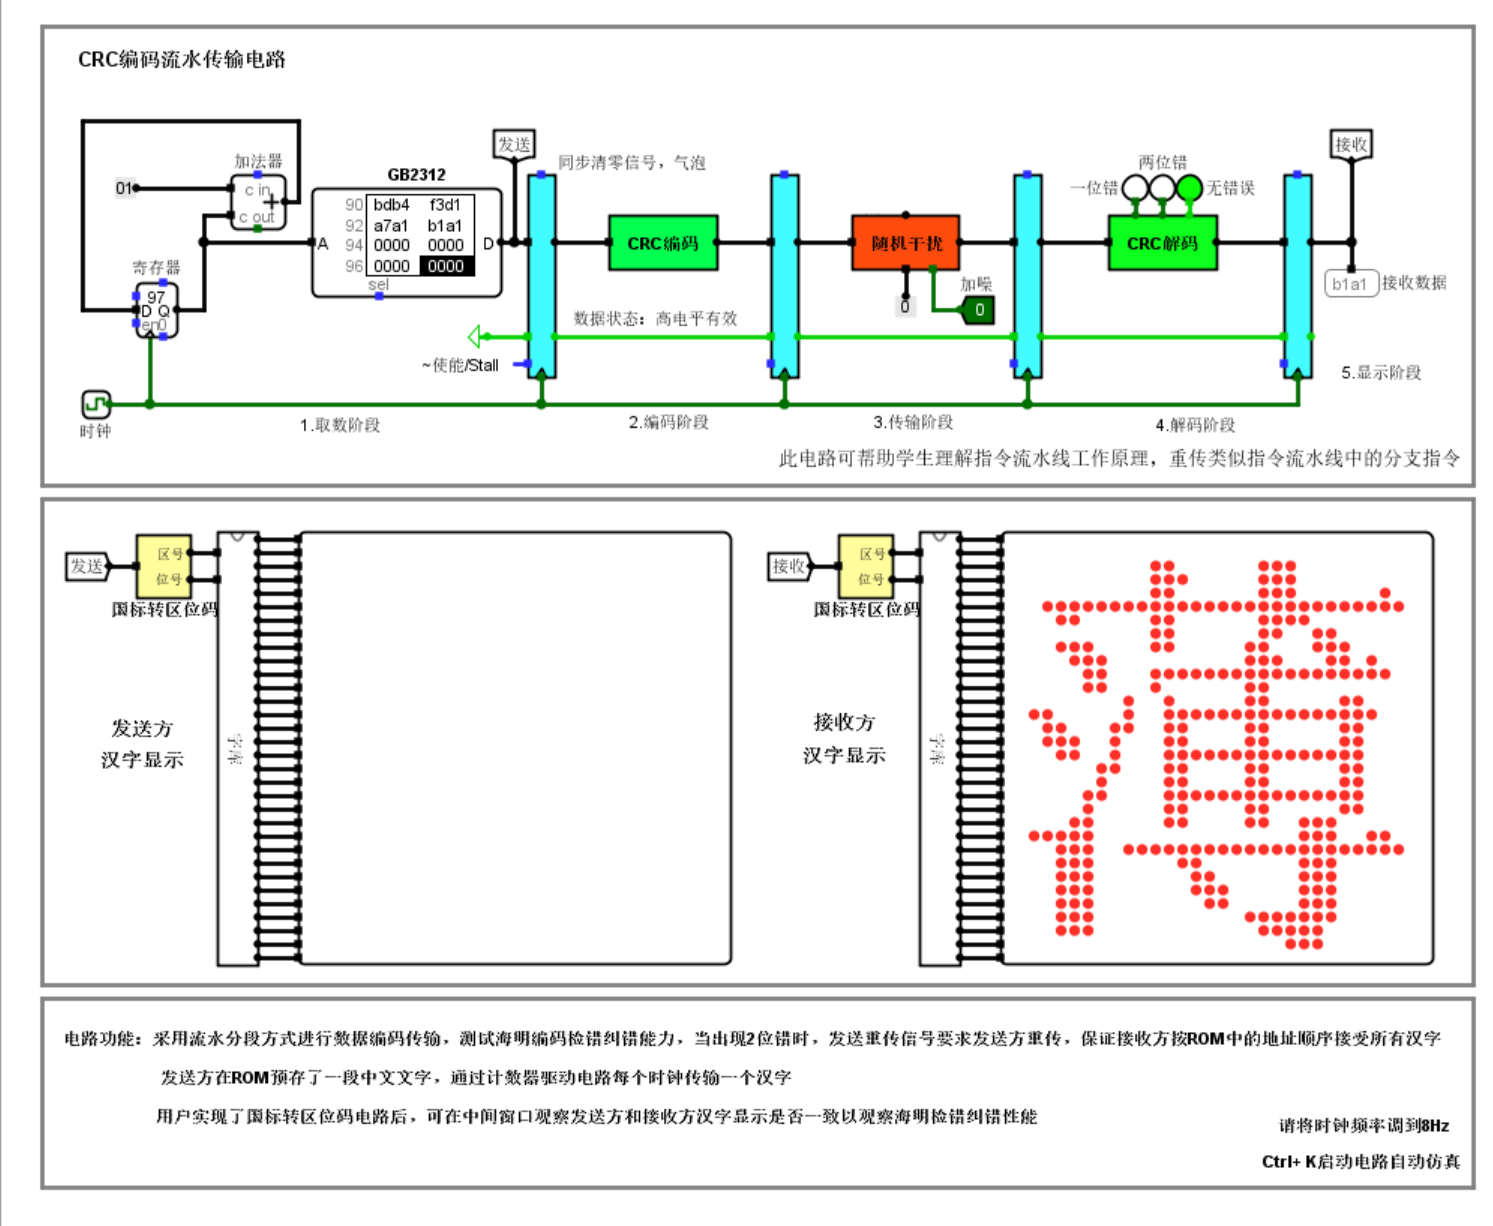 CRC编码流水传输电路
发送
同步清零信号，气泡
两位错
接收
加法器
GB2312
01
c in
+
c out
一位错
无错误
90 bdb4 f3d1
92 a7a1 b1a1
94 0000 0000
96 0000 0000
A
D
sel
CRC编码
随机干扰
CRC解码
寄存器
97
D Q
en0
加噪
0
0
b1a1
接收数据
数据状态：高电平有效
~使能/Stall
5.显示阶段
时钟
1.取数阶段
2.编码阶段
3.传输阶段
4.解码阶段
此电路可帮助学生理解指令流水线工作原理，重传类似指令流水线中的分支指令
发送
区号
位号
国标转区位码
字库
发送方
汉字显示
接收
区号
位号
国标转区位码
字库
接收方
汉字显示
薄
电路功能：采用流水分段方式进行数据编码传输，测试海明编码检错纠错能力，当出现2位错时，发送重传信号要求发送方重传，保证接收方按ROM中的地址顺序接受所有汉字
发送方在ROM预存了一段中文文字，通过计数器驱动电路每个时钟传输一个汉字
用户实现了国标转区位码电路后，可在中间窗口观察发送方和接收方汉字显示是否一致以观察海明检错纠错性能
请将时钟频率调到8Hz
Ctrl+ K启动电路自动仿真